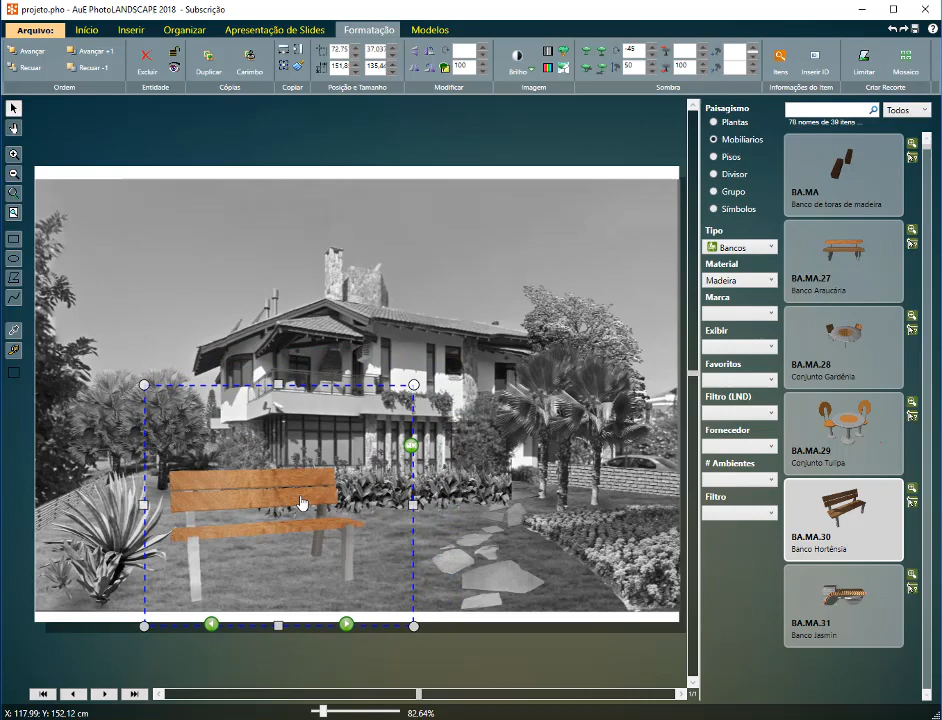 projeto.pho - AuE PhotoLANDSCAPE 2018 - Subscrição
Arquivo: Início Inserir Organizar Apresentação de Slides Formatação Modelos
Avançar Avançar +1
Recuar Recuar -1
Excluir Duplicar Carimbo
72,75 37,037
151,8 135,44
100
Brilho
-45
50 100
Itens Inserir ID Limitar Mosaico
Ordem Entidade Cópias Copiar Posição e Tamanho Modificar Imagem Sombra Informações do Item Criar Recorte
Paisagismo
Plantas
Mobiliarios
Pisos
Divisor
Grupo
Símbolos
Tipo
Bancos
Material
Madeira
Marca
Exibir
Favoritos
Filtro (LND)
Fornecedor
# Ambientes
Filtro
Todos
78 nomes de 39 itens ...
BA.MA
Banco de toras de madeira
BA.MA.27
Banco Araucária
BA.MA.28
Conjunto Gardênia
BA.MA.29
Conjunto Tulipa
BA.MA.30
Banco Hortênsia
BA.MA.31
Banco Jasmin
1/1
X: 117,99; Y: 152,12 cm
82.64%